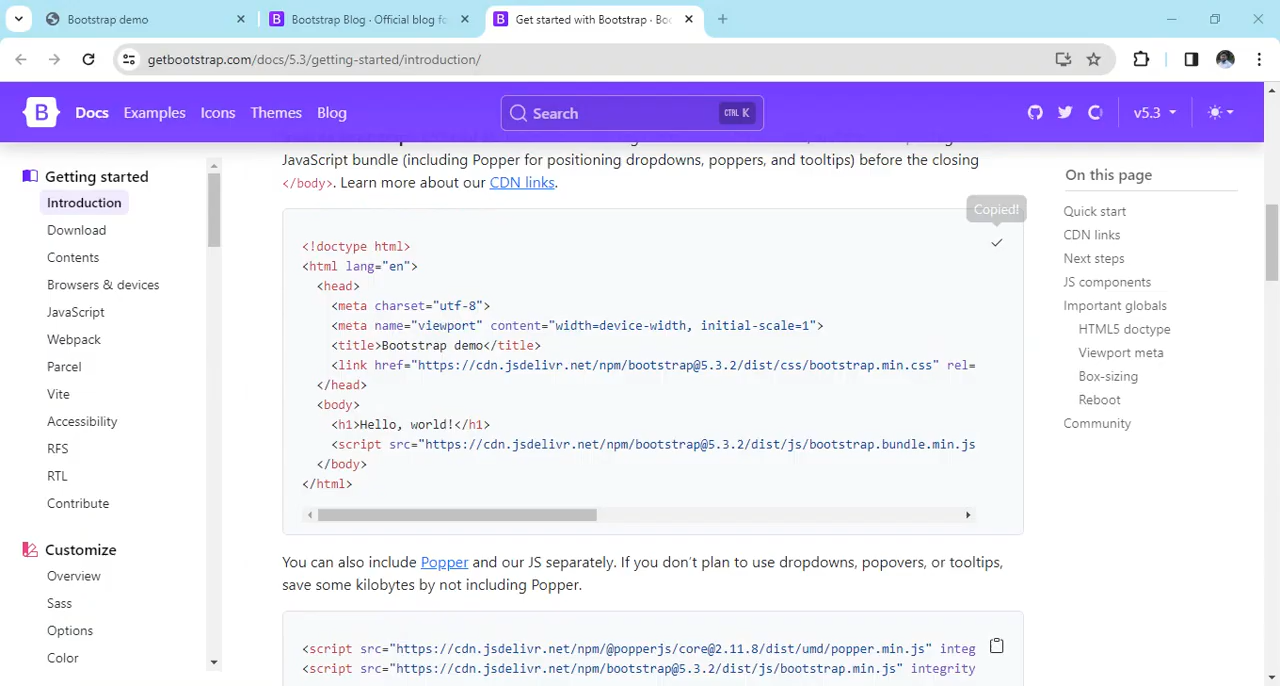 Bootstrap demo
Bootstrap Blog · Official blog fo
Get started with Bootstrap · Boo
getbootstrap.com/docs/5.3/getting-started/introduction/
B Docs Examples Icons Themes Blog
Search CTRL K
v5.3
Getting started
Introduction
Download
Contents
Browsers & devices
JavaScript
Webpack
Parcel
Vite
Accessibility
RFS
RTL
Contribute
Customize
Overview
Sass
Options
Color
JavaScript bundle (including Popper for positioning dropdowns, poppers, and tooltips) before the closing
</body>. Learn more about our CDN links.
Copied!
<!doctype html>
<html lang="en">
<head>
<meta charset="utf-8">
<meta name="viewport" content="width=device-width, initial-scale=1">
<title>Bootstrap demo</title>
<link href="https://cdn.jsdelivr.net/npm/bootstrap@5.3.2/dist/css/bootstrap.min.css" rel=
</head>
<body>
<h1>Hello, world!</h1>
<script src="https://cdn.jsdelivr.net/npm/bootstrap@5.3.2/dist/js/bootstrap.bundle.min.js
</body>
</html>
You can also include Popper and our JS separately. If you don't plan to use dropdowns, popovers, or tooltips,
save some kilobytes by not including Popper.
<script src="https://cdn.jsdelivr.net/npm/@popperjs/core@2.11.8/dist/umd/popper.min.js" integ
<script src="https://cdn.jsdelivr.net/npm/bootstrap@5.3.2/dist/js/bootstrap.min.js" integrity
On this page
Quick start
CDN links
Next steps
JS components
Important globals
HTML5 doctype
Viewport meta
Box-sizing
Reboot
Community